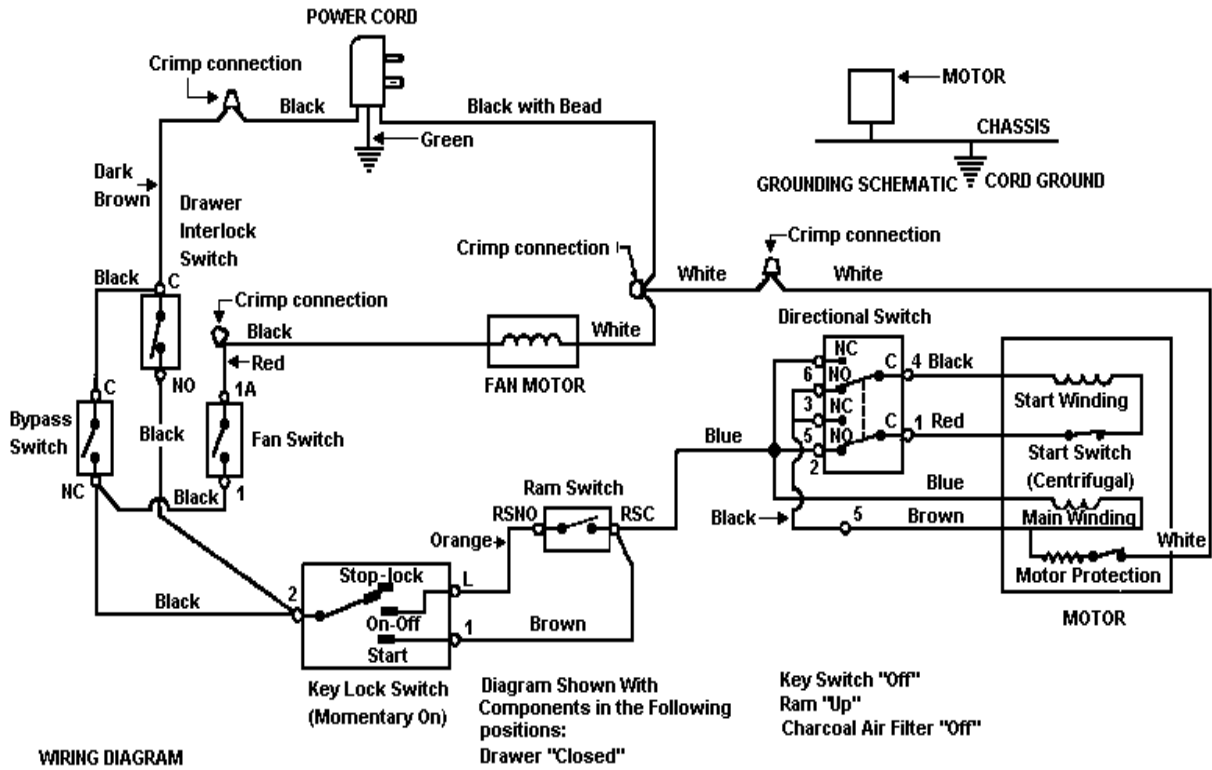 POWER CORD
Crimp connection
Black
Black with Bead
Green
MOTOR
CHASSIS
GROUNDING SCHEMATIC
CORD GROUND
Dark
Brown
Drawer
Interlock
Switch
Crimp connection
White
Crimp connection
White
Black
C
NO
Crimp connection
Black
Red
FAN MOTOR
White
Directional Switch
NC
6
NO
C
4
Black
3
NC
5
NO
C
1
Red
2
Start Winding
Start Switch
(Centrifugal)
C
Bypass
Switch
NC
Black
1A
Fan Switch
1
Black
Blue
Blue
Main Winding
Black
5
Brown
White
Motor Protection
MOTOR
Ram Switch
RSNO
RSC
Orange
Stop-lock
L
2
Black
On-Off
1
Brown
Start
Key Lock Switch
(Momentary On)
Diagram Shown With
Components in the Following
positions:
Drawer "Closed"
Key Switch "Off"
Ram "Up"
Charcoal Air Filter "Off"
WIRING DIAGRAM